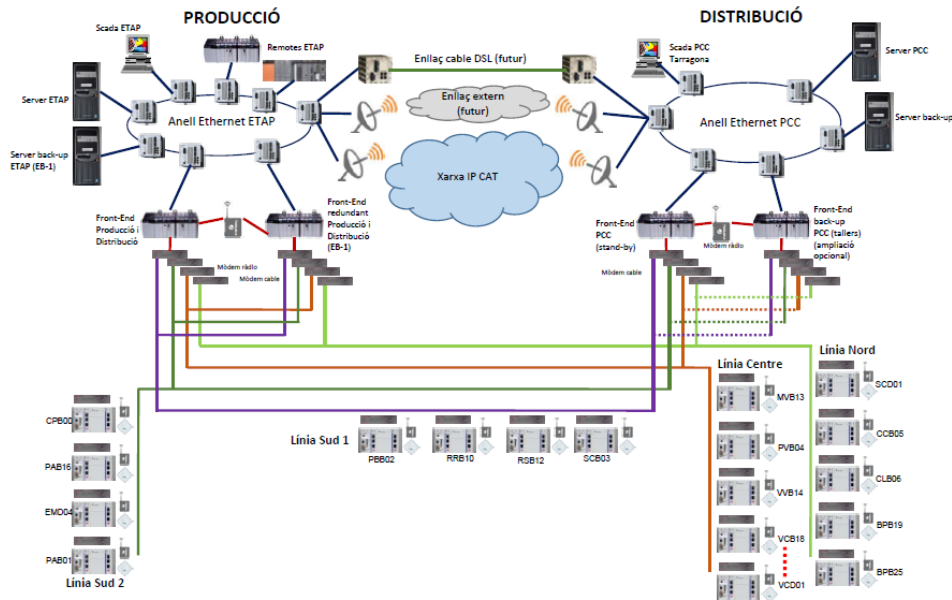 PRODUCCIÓ
DISTRIBUCIÓ
Scada ETAP
Remotes ETAP
Enllaç cable DSL (futur)
Scada PCC
Tarragona
Server PCC
Server ETAP
Anell Ethernet ETAP
Enllaç extern
(futur)
Anell Ethernet PCC
Server back-up
Server back-up
ETAP (EB-1)
Xarxa IP CAT
Front-End
Producció i
Distribució
Front-End
redundant
Producció i
Distribució
(EB-1)
Front-End
PCC
(stand-by)
Mòdem ràdio
Front-End
back-up
PCC (tallers)
(ampliació
opcional)
Mòdem ràdio
Mòdem cable
Mòdem cable
Línia Centre
Línia Nord
MVB13
SCD01
CPB00
Línia Sud 1
PBB02
RRB10
RSB12
SCB03
PVB04
CCB05
PAB16
VVB14
CLB06
EMD04
VCB18
BPB19
PAB01
Línia Sud 2
VCD01
BPB25